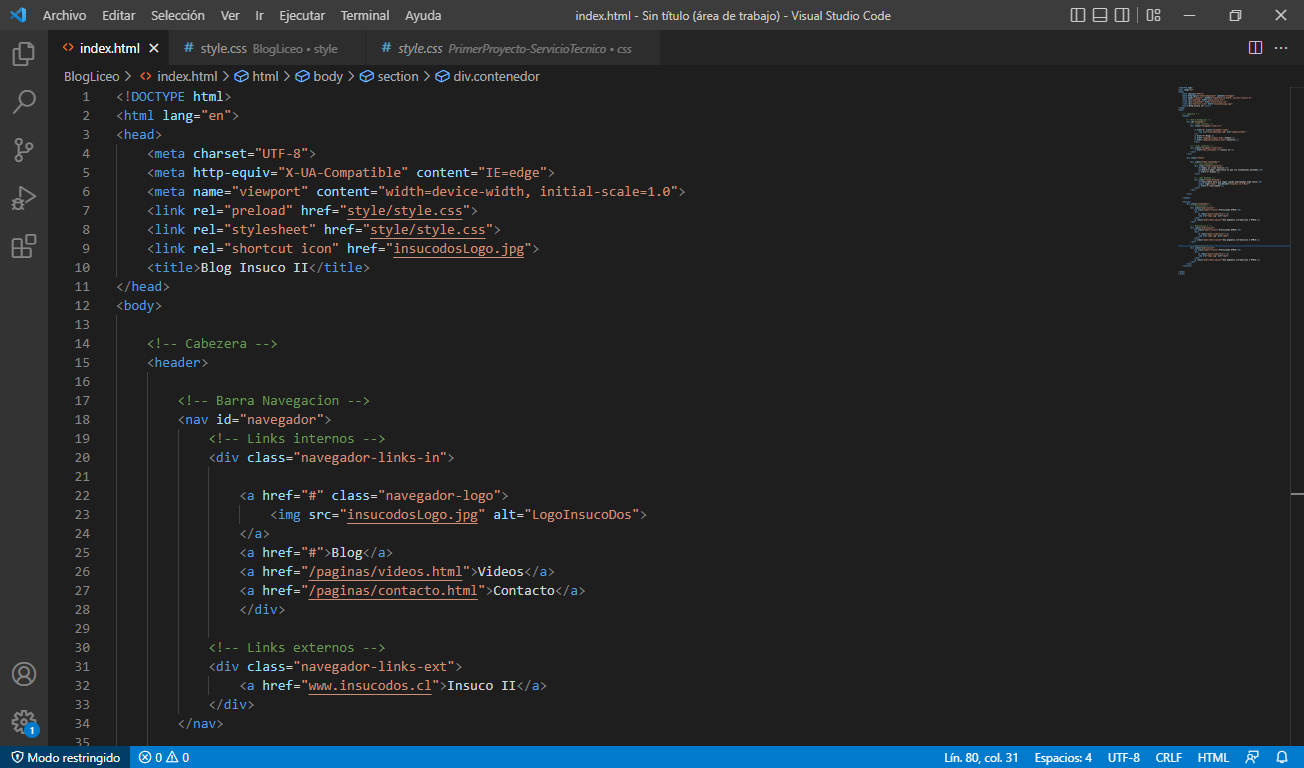 Archivo Editar Selección Ver Ir Ejecutar Terminal Ayuda index.html - Sin título (área de trabajo) - Visual Studio Code
index.html style.css BlogLiceo • style style.css PrimerProyecto-ServicioTecnico • css
BlogLiceo > index.html > html > body > section > div.contenedor
1 <!DOCTYPE html>
2 <html lang="en">
3 <head>
4 <meta charset="UTF-8">
5 <meta http-equiv="X-UA-Compatible" content="IE=edge">
6 <meta name="viewport" content="width=device-width, initial-scale=1.0">
7 <link rel="preload" href="style/style.css">
8 <link rel="stylesheet" href="style/style.css">
9 <link rel="shortcut icon" href="insucodosLogo.jpg">
10 <title>Blog Insuco II</title>
11 </head>
12 <body>
13
14 <!-- Cabezera -->
15 <header>
16
17 <!-- Barra Navegacion -->
18 <nav id="navegador">
19 <!-- Links internos -->
20 <div class="navegador-links-in">
21
22 <a href="#" class="navegador-logo">
23 <img src="insucodosLogo.jpg" alt="LogoInsucoDos">
24 </a>
25 <a href="#">Blog</a>
26 <a href="/paginas/videos.html">Videos</a>
27 <a href="/paginas/contacto.html">Contacto</a>
28 </div>
29
30 <!-- Links externos -->
31 <div class="navegador-links-ext">
32 <a href="www.insucodos.cl">Insuco II</a>
33 </div>
34 </nav>
35
1
Modo restringido 0 0 Lín. 80, col. 31 Espacios: 4 UTF-8 CRLF HTML